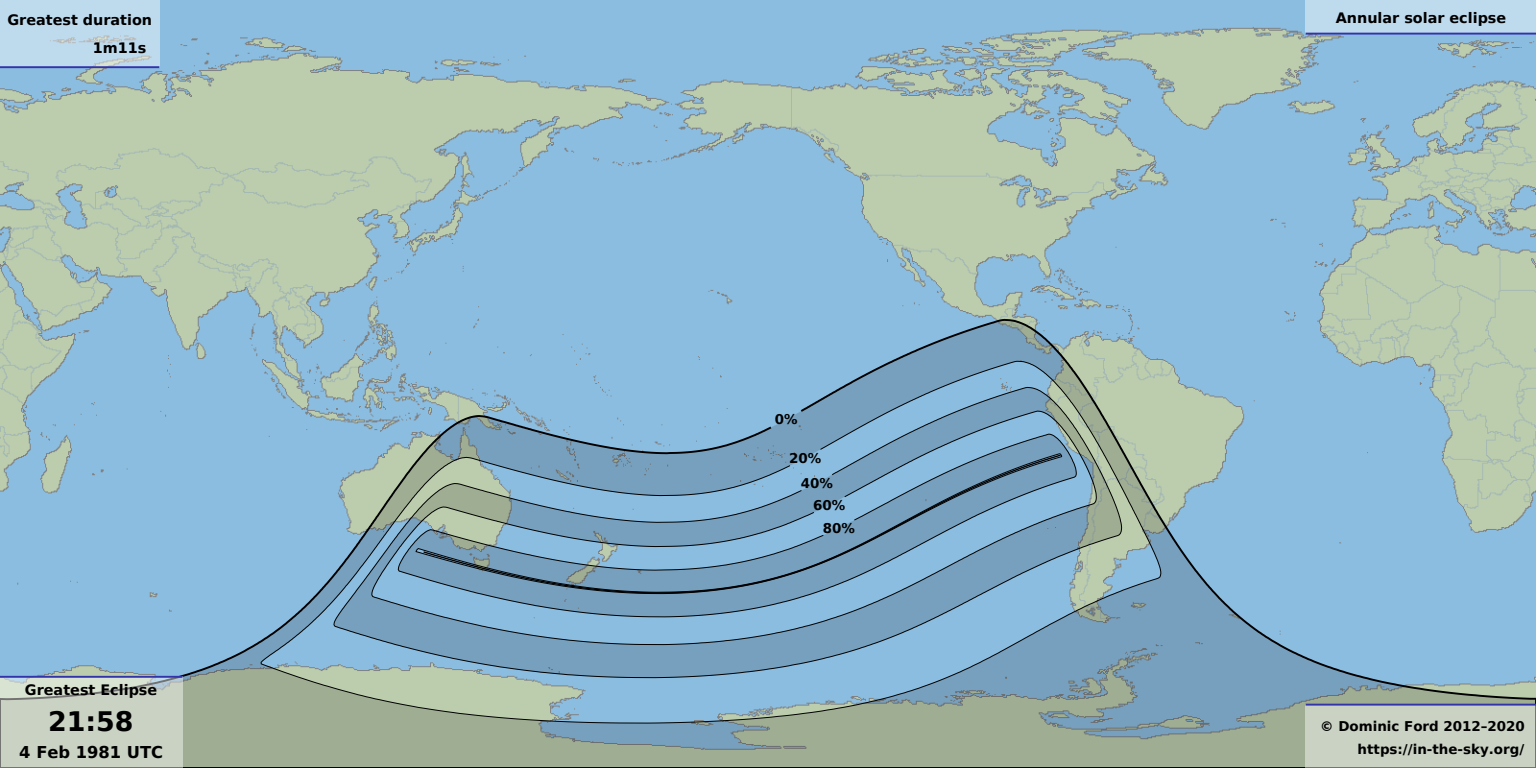 Greatest duration
1m11s
Annular solar eclipse
0%
20%
40%
60%
80%
Greatest Eclipse
21:58
4 Feb 1981 UTC
© Dominic Ford 2012–2020
https://in-the-sky.org/